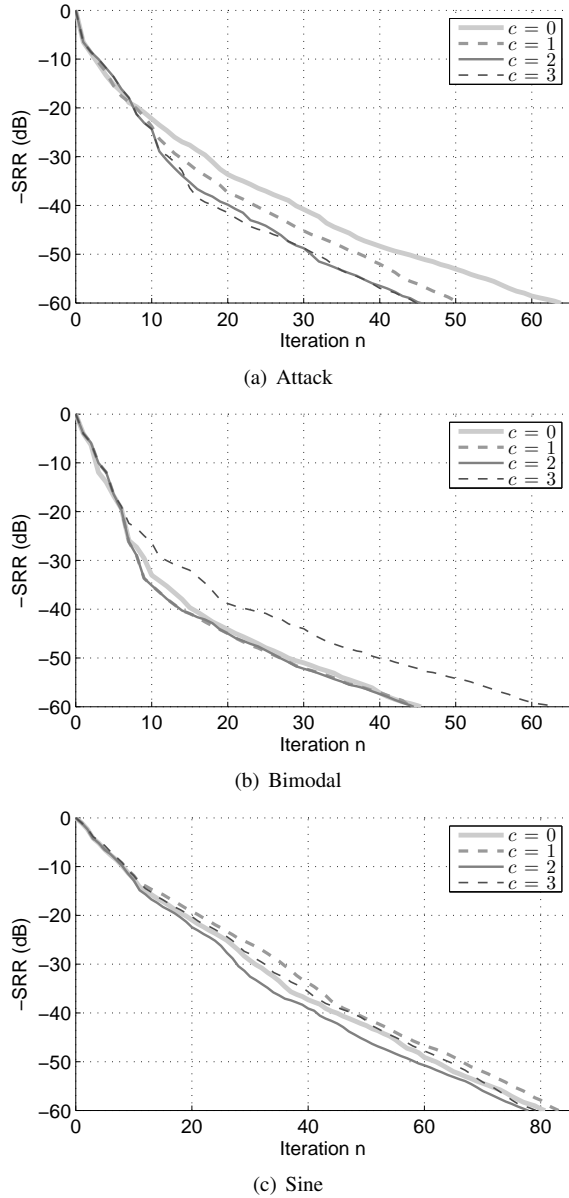 0
−10
−20
−30
−40
−50
−60
−SRR (dB)
c = 0
c = 1
c = 2
c = 3
0 10 20 30 40 50 60
Iteration n
(a) Attack
0
−10
−20
−30
−40
−50
−60
−SRR (dB)
c = 0
c = 1
c = 2
c = 3
0 10 20 30 40 50 60
Iteration n
(b) Bimodal
0
−10
−20
−30
−40
−50
−60
−SRR (dB)
c = 0
c = 1
c = 2
c = 3
0 20 40 60 80
Iteration n
(c) Sine